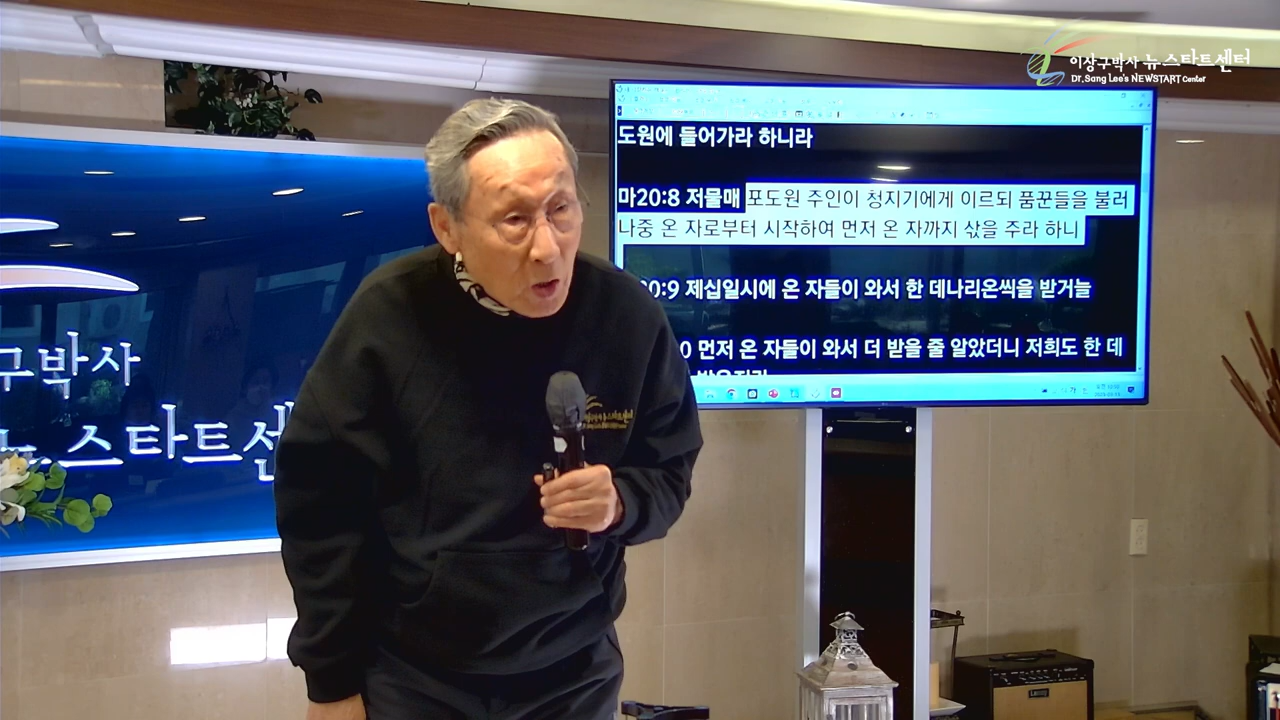 이상구박사 뉴스타트센터
Dr. Sang Lee's NEWSTART Center
도원에 들어가라 하니라
마20:8 저물매 포도원 주인이 청지기에게 이르되 품꾼들을 불러
나중 온 자로부터 시작하여 먼저 온 자까지 삯을 주라 하니
0:9 제십일시에 온 자들이 와서 한 데나리온씩을 받거늘
0 먼저 온 자들이 와서 더 받을 줄 알았더니 저희도 한 데
구박사
뉴스타트센
Laney